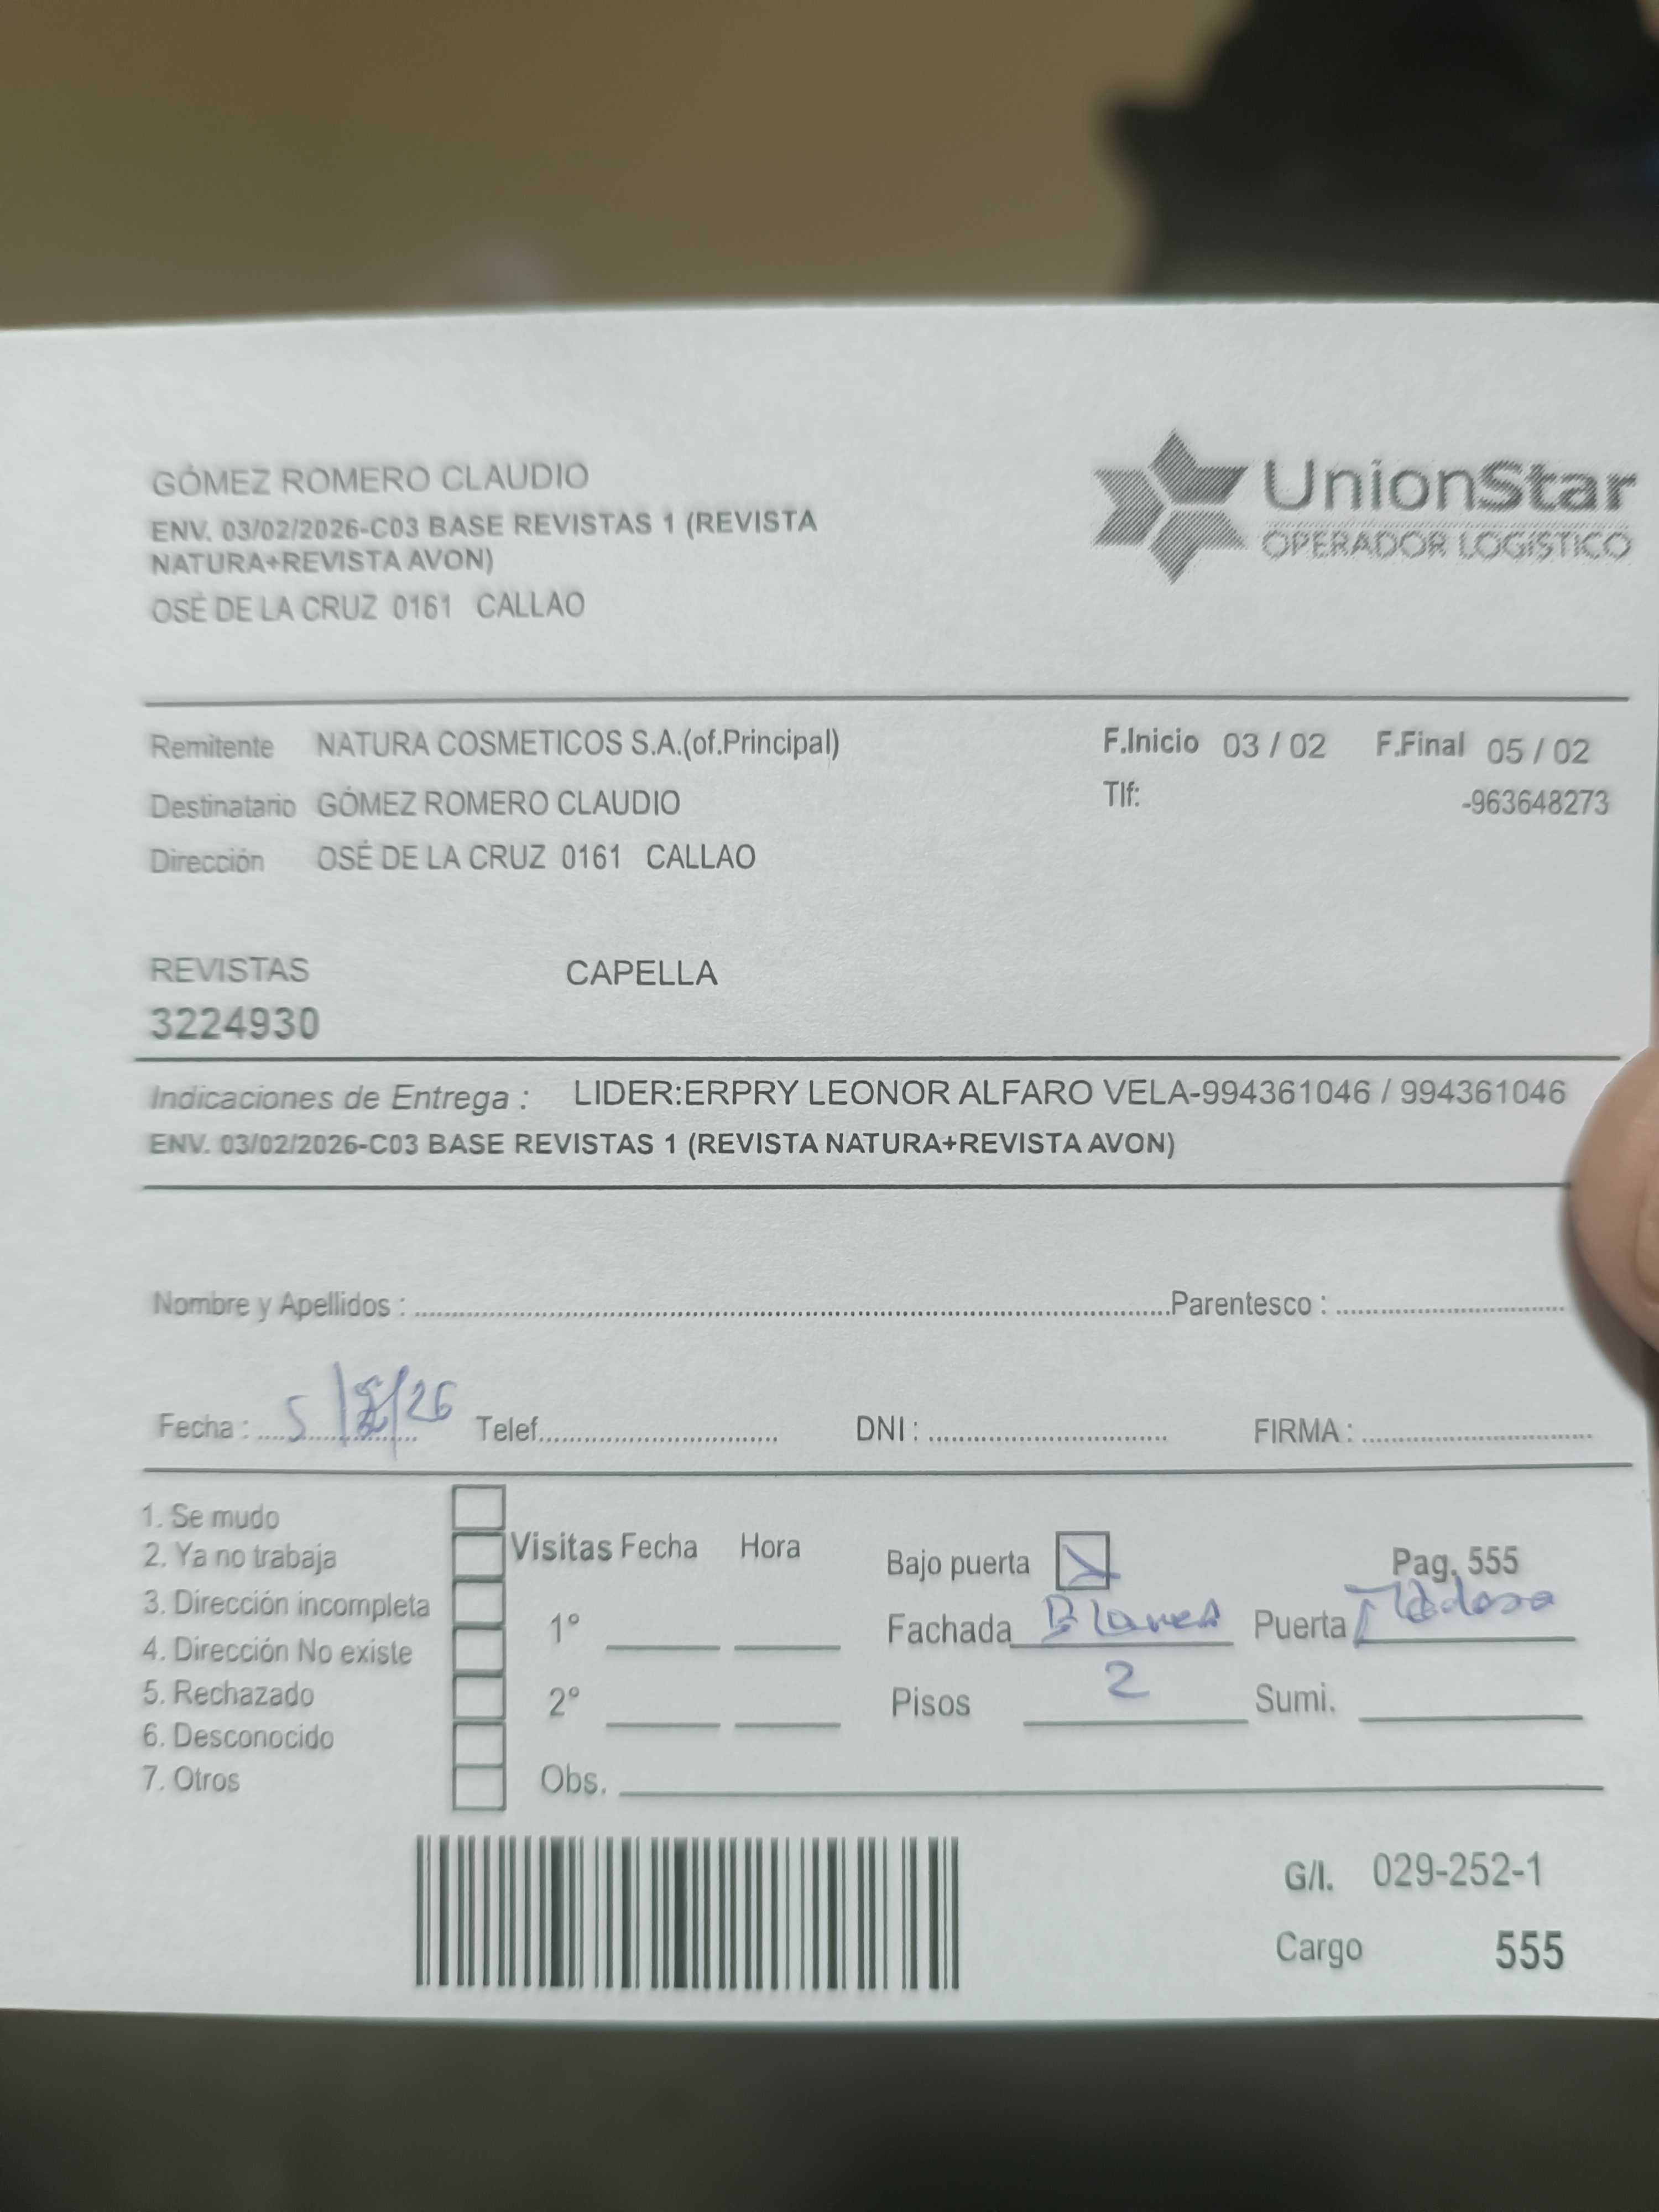 GÓMEZ ROMERO CLAUDIO
ENV. 03/02/2026-C03 BASE REVISTAS 1 (REVISTA
NATURA+REVISTA AVON)
OSÉ DE LA CRUZ 0161 CALLAO
UnionStar
OPERADOR LOGÍSTICO
Remitente NATURA COSMETICOS S.A.(of.Principal) F.Inicio 03 / 02 F.Final 05 / 02
Destinatario GÓMEZ ROMERO CLAUDIO Tlf: -963648273
Dirección OSÉ DE LA CRUZ 0161 CALLAO
REVISTAS CAPELLA
3224930
Indicaciones de Entrega : LIDER:ERPRY LEONOR ALFARO VELA-994361046 / 994361046
ENV. 03/02/2026-C03 BASE REVISTAS 1 (REVISTA NATURA+REVISTA AVON)
Nombre y Apellidos : Parentesco :
Fecha : 5/2/26 Telef. DNI : FIRMA :
1. Se mudo
2. Ya no trabaja
3. Dirección incompleta
4. Dirección No existe
5. Rechazado
6. Desconocido
7. Otros
Visitas Fecha Hora
1°
2°
Obs.
Bajo puerta Pag. 555
Fachada Puerta
Pisos 2 Sumi.
G/I. 029-252-1
Cargo 555